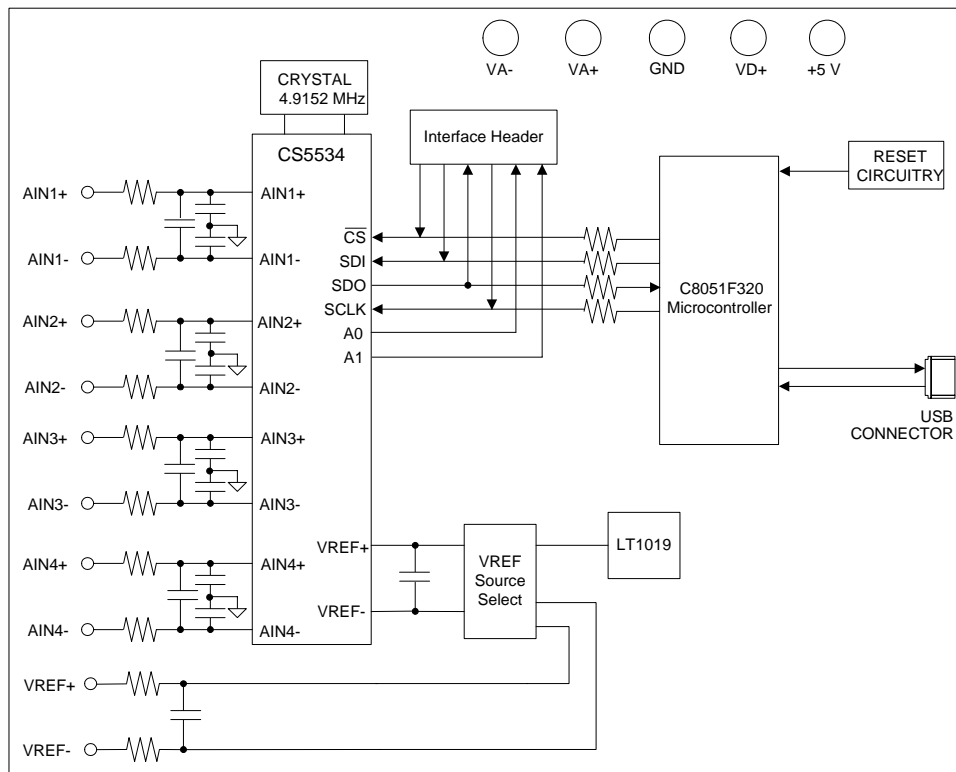 VA-
VA+
GND
VD+
+5 V
CRYSTAL
4.9152 MHz
CS5534
Interface Header
RESET
CIRCUITRY
C8051F320
Microcontroller
USB
CONNECTOR
AIN1+
AIN1+
AIN1-
AIN1-
AIN2+
AIN2+
AIN2-
AIN2-
AIN3+
AIN3+
AIN3-
AIN3-
AIN4+
AIN4+
AIN4-
AIN4-
CS
SDI
SDO
SCLK
A0
A1
VREF+
VREF-
VREF
Source
Select
LT1019
VREF+
VREF-